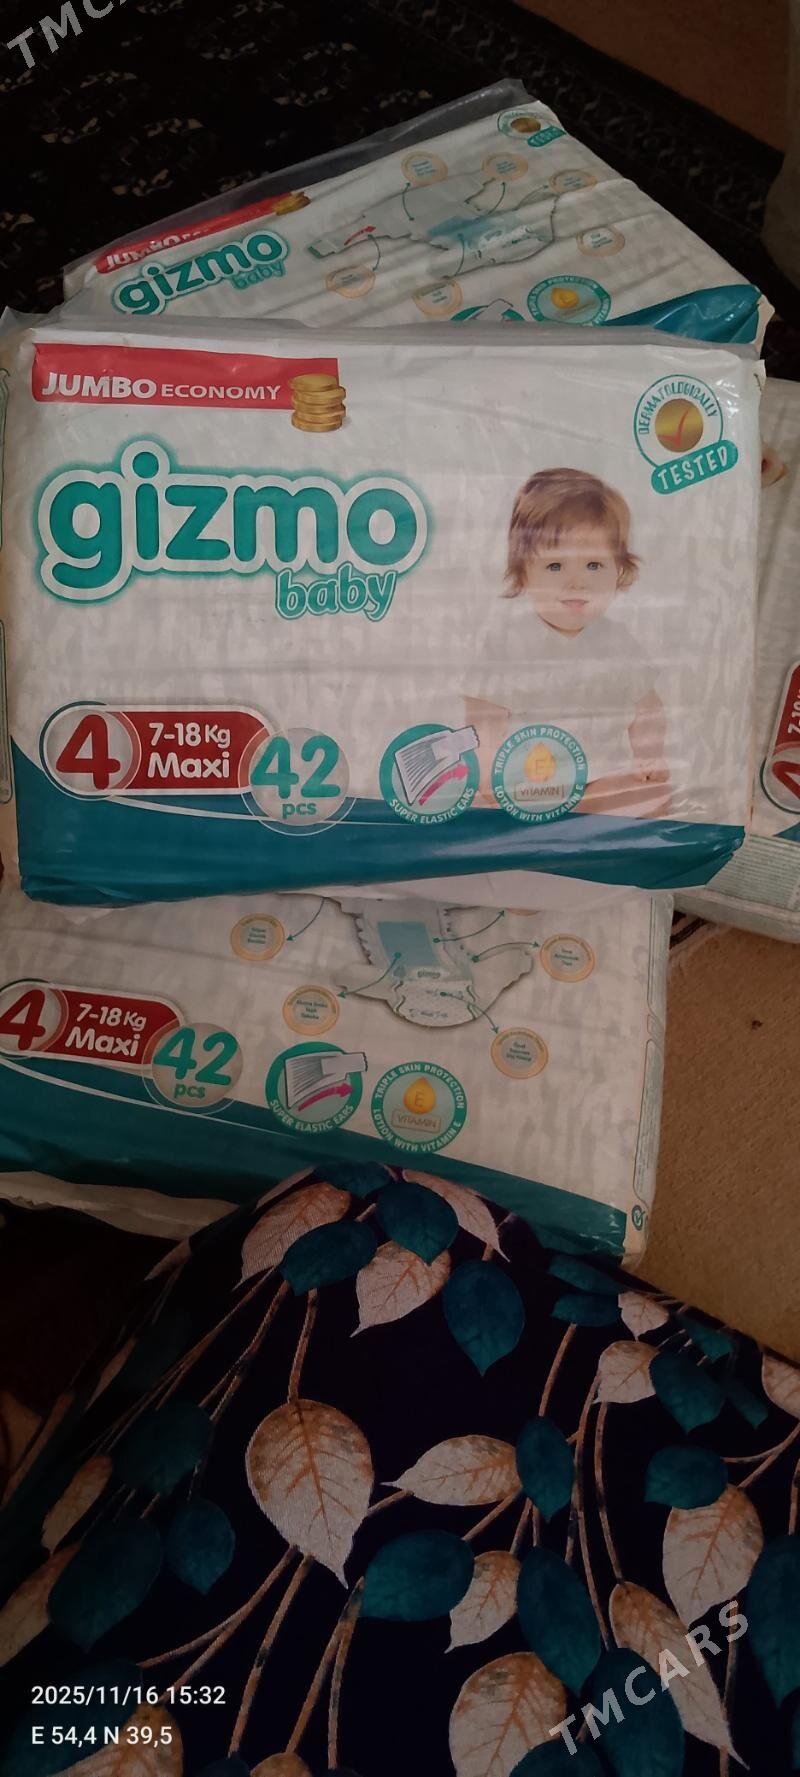 TMC
JUMBO
gizmo
baby
TESTED
JUMBO ECONOMY
DERMATOLOGICALLY
TESTED
gizmo
baby
4
7-18 Kg
Maxi
42
pcs
SUPER ELASTIC EARS
TRIPLE SKIN PROTECTION
E
VITAMIN
LOTION WITH VITAMIN E
gizmo
4
7-18 Kg
Maxi
42
pcs
SUPER ELASTIC EARS
TRIPLE SKIN PROTECTION
E
VITAMIN
LOTION WITH VITAMIN E
2025/11/16 15:32
E 54,4 N 39,5
TMCARS